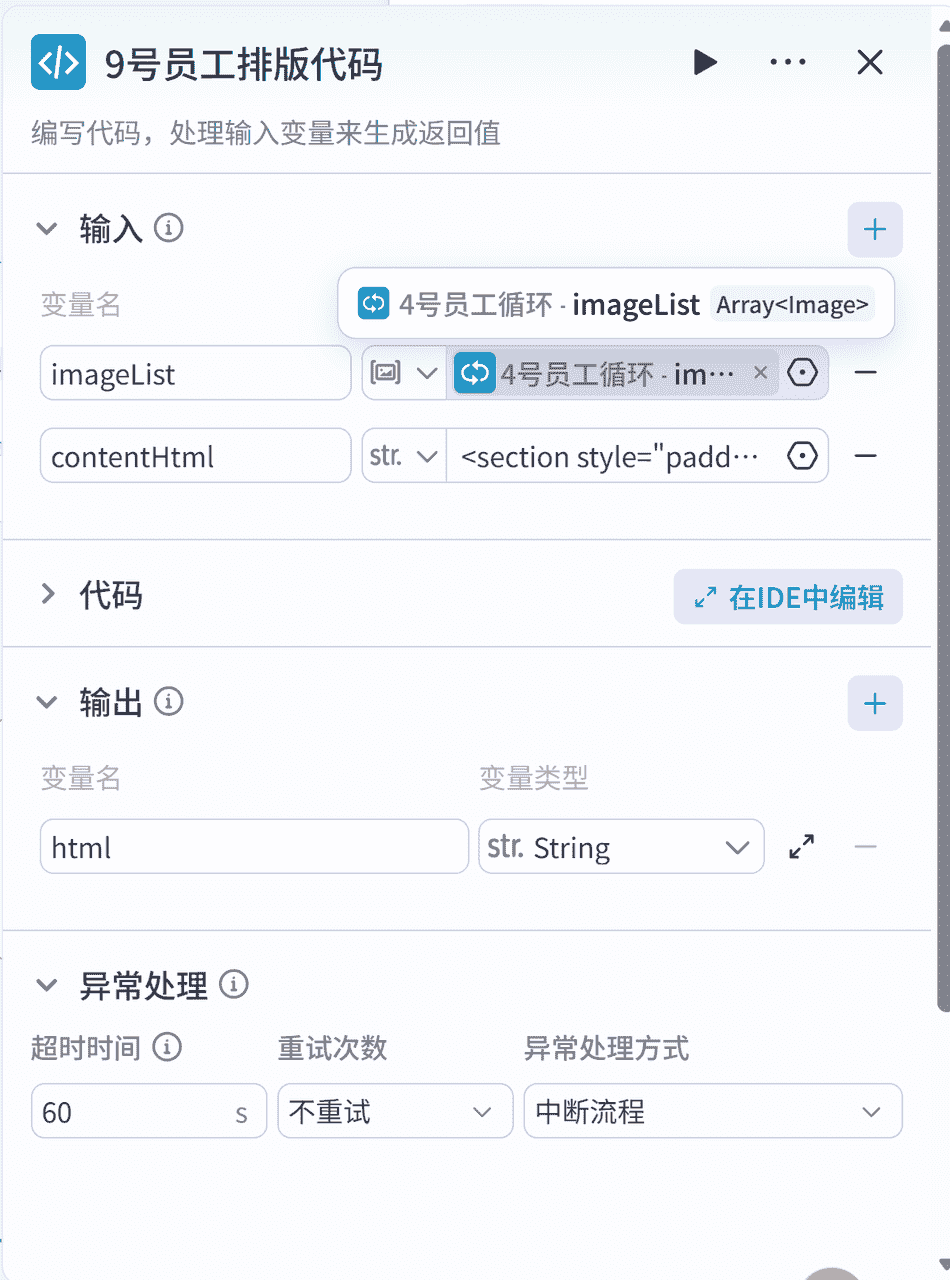 9号员工排版代码
编写代码，处理输入变量来生成返回值
输入
变量名
4号员工循环 · imageList Array<Image>
imageList 4号员工循环 · im···
contentHtml str. <section style="padd···
代码 在IDE中编辑
输出
变量名 变量类型
html str. String
异常处理
超时时间 重试次数 异常处理方式
60 s 不重试 中断流程